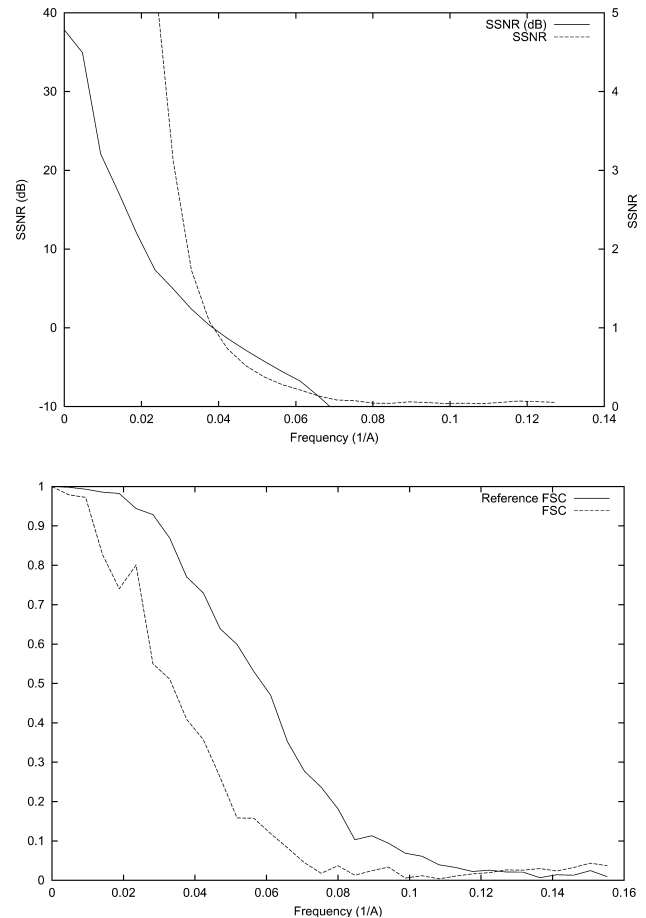 40
30
20
10
0
-10
SSNR (dB)
5
4
3
2
1
0
SSNR
SSNR (dB)
SSNR
0 0.02 0.04 0.06 0.08 0.1 0.12 0.14
Frequency (1/A)
1
0.9
0.8
0.7
0.6
0.5
0.4
0.3
0.2
0.1
0
Reference FSC
FSC
0 0.02 0.04 0.06 0.08 0.1 0.12 0.14 0.16
Frequency (1/A)